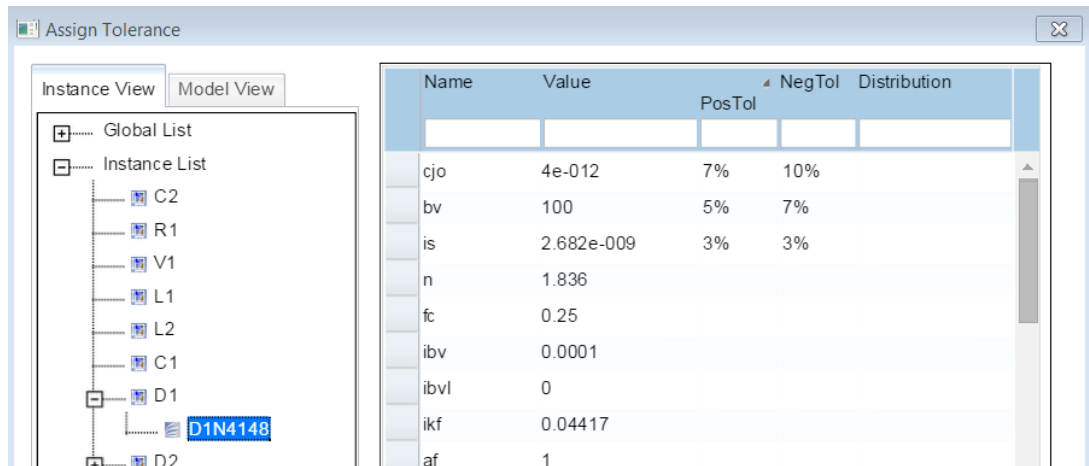 Assign Tolerance
Instance View Model View
Global List
Instance List
C2
R1
V1
L1
L2
C1
D1
D1N4148
D2
Name Value PosTol NegTol Distribution
cjo 4e-012 7% 10%
bv 100 5% 7%
is 2.682e-009 3% 3%
n 1.836
fc 0.25
ibv 0.0001
ibvl 0
ikf 0.04417
af 1